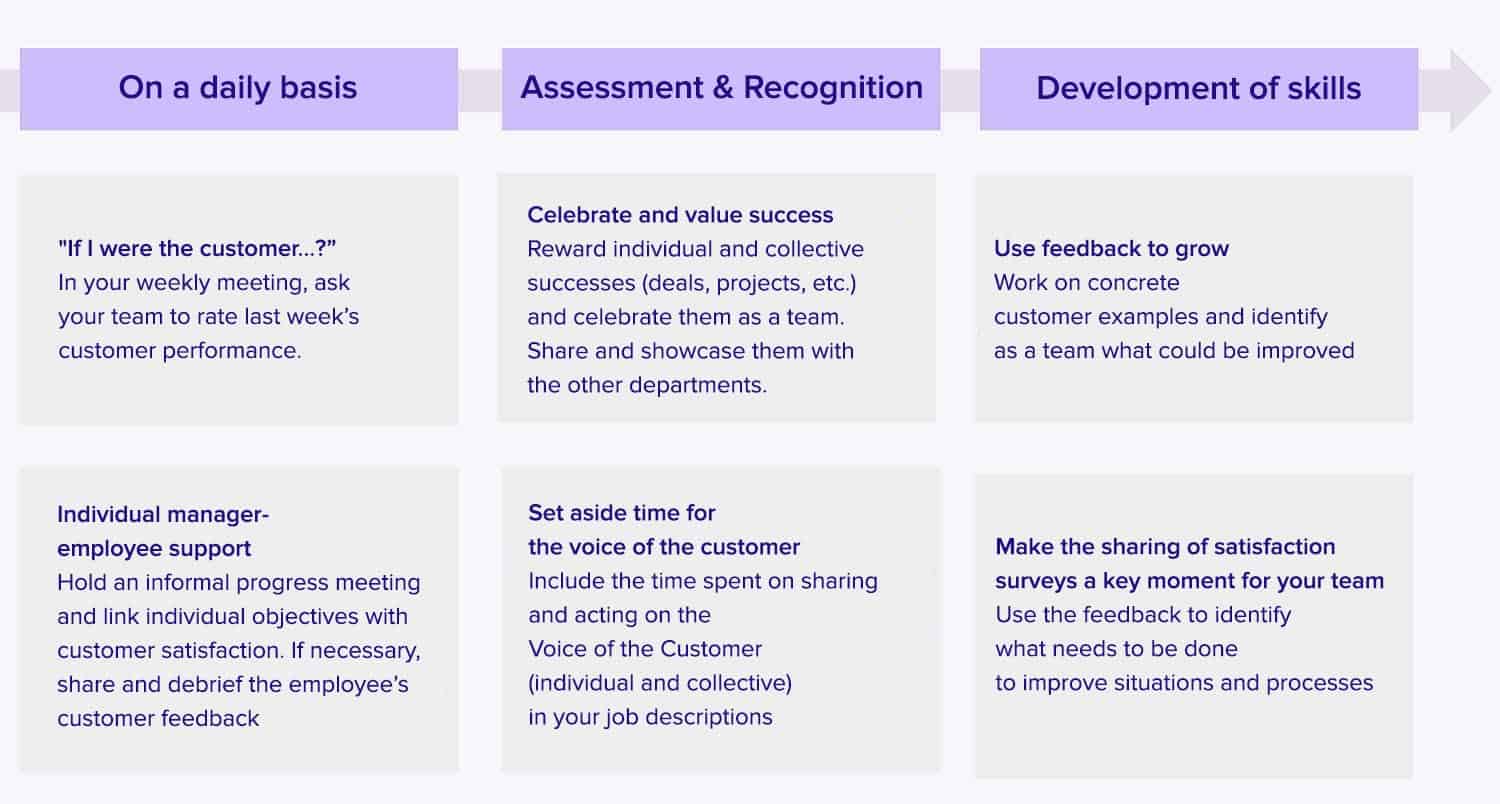 On a daily basis
Assessment & Recognition
Development of skills
"If I were the customer...?”
In your weekly meeting, ask
your team to rate last week’s
customer performance.
Celebrate and value success
Reward individual and collective
successes (deals, projects, etc.)
and celebrate them as a team.
Share and showcase them with
the other departments.
Use feedback to grow
Work on concrete
customer examples and identify
as a team what could be improved
Individual manager-
employee support
Hold an informal progress meeting
and link individual objectives with
customer satisfaction. If necessary,
share and debrief the employee’s
customer feedback
Set aside time for
the voice of the customer
Include the time spent on sharing
and acting on the
Voice of the Customer
(individual and collective)
in your job descriptions
Make the sharing of satisfaction
surveys a key moment for your team
Use the feedback to identify
what needs to be done
to improve situations and processes